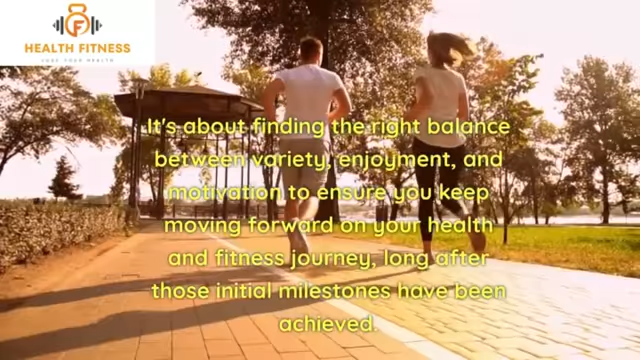 HEALTH FITNESS
It's about finding the right balance
between variety, enjoyment, and
motivation to ensure you keep
moving forward on your health
and fitness journey, long after
those initial milestones have been
achieved.